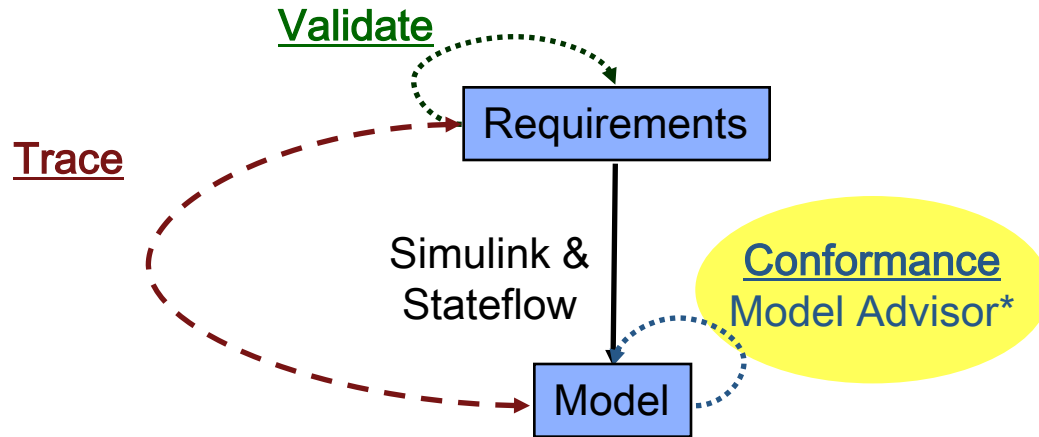 Validate
Requirements
Trace
Simulink &
Stateflow
Conformance
Model Advisor*
Model